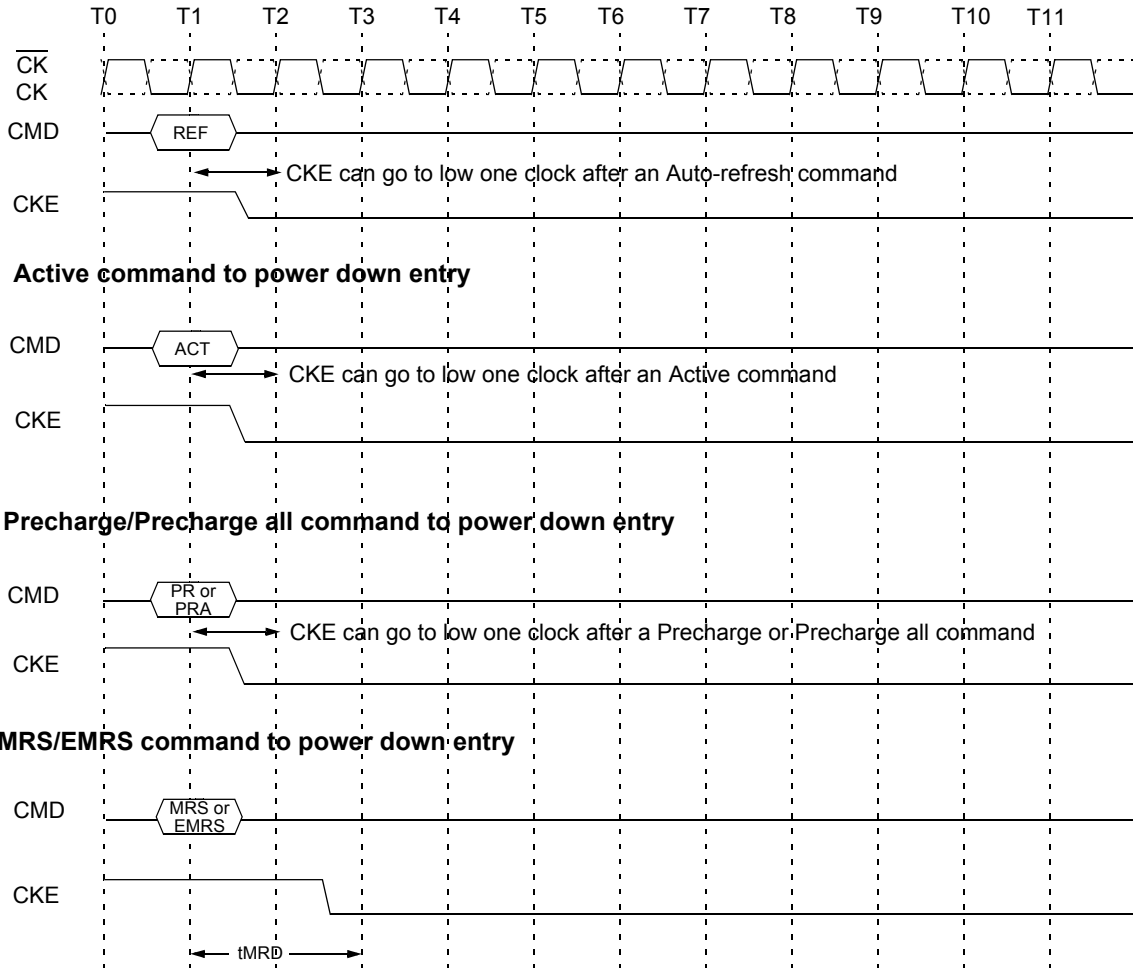 T0 T1 T2 T3 T4 T5 T6 T7 T8 T9 T10 T11
CK
CK
CMD REF
CKE can go to low one clock after an Auto-refresh command
CKE
Active command to power down entry
CMD ACT
CKE can go to low one clock after an Active command
CKE
Precharge/Precharge all command to power down entry
CMD PR or
PRA
CKE can go to low one clock after a Precharge or Precharge all command
CKE
MRS/EMRS command to power down entry
CMD MRS or
EMRS
CKE
tMRD